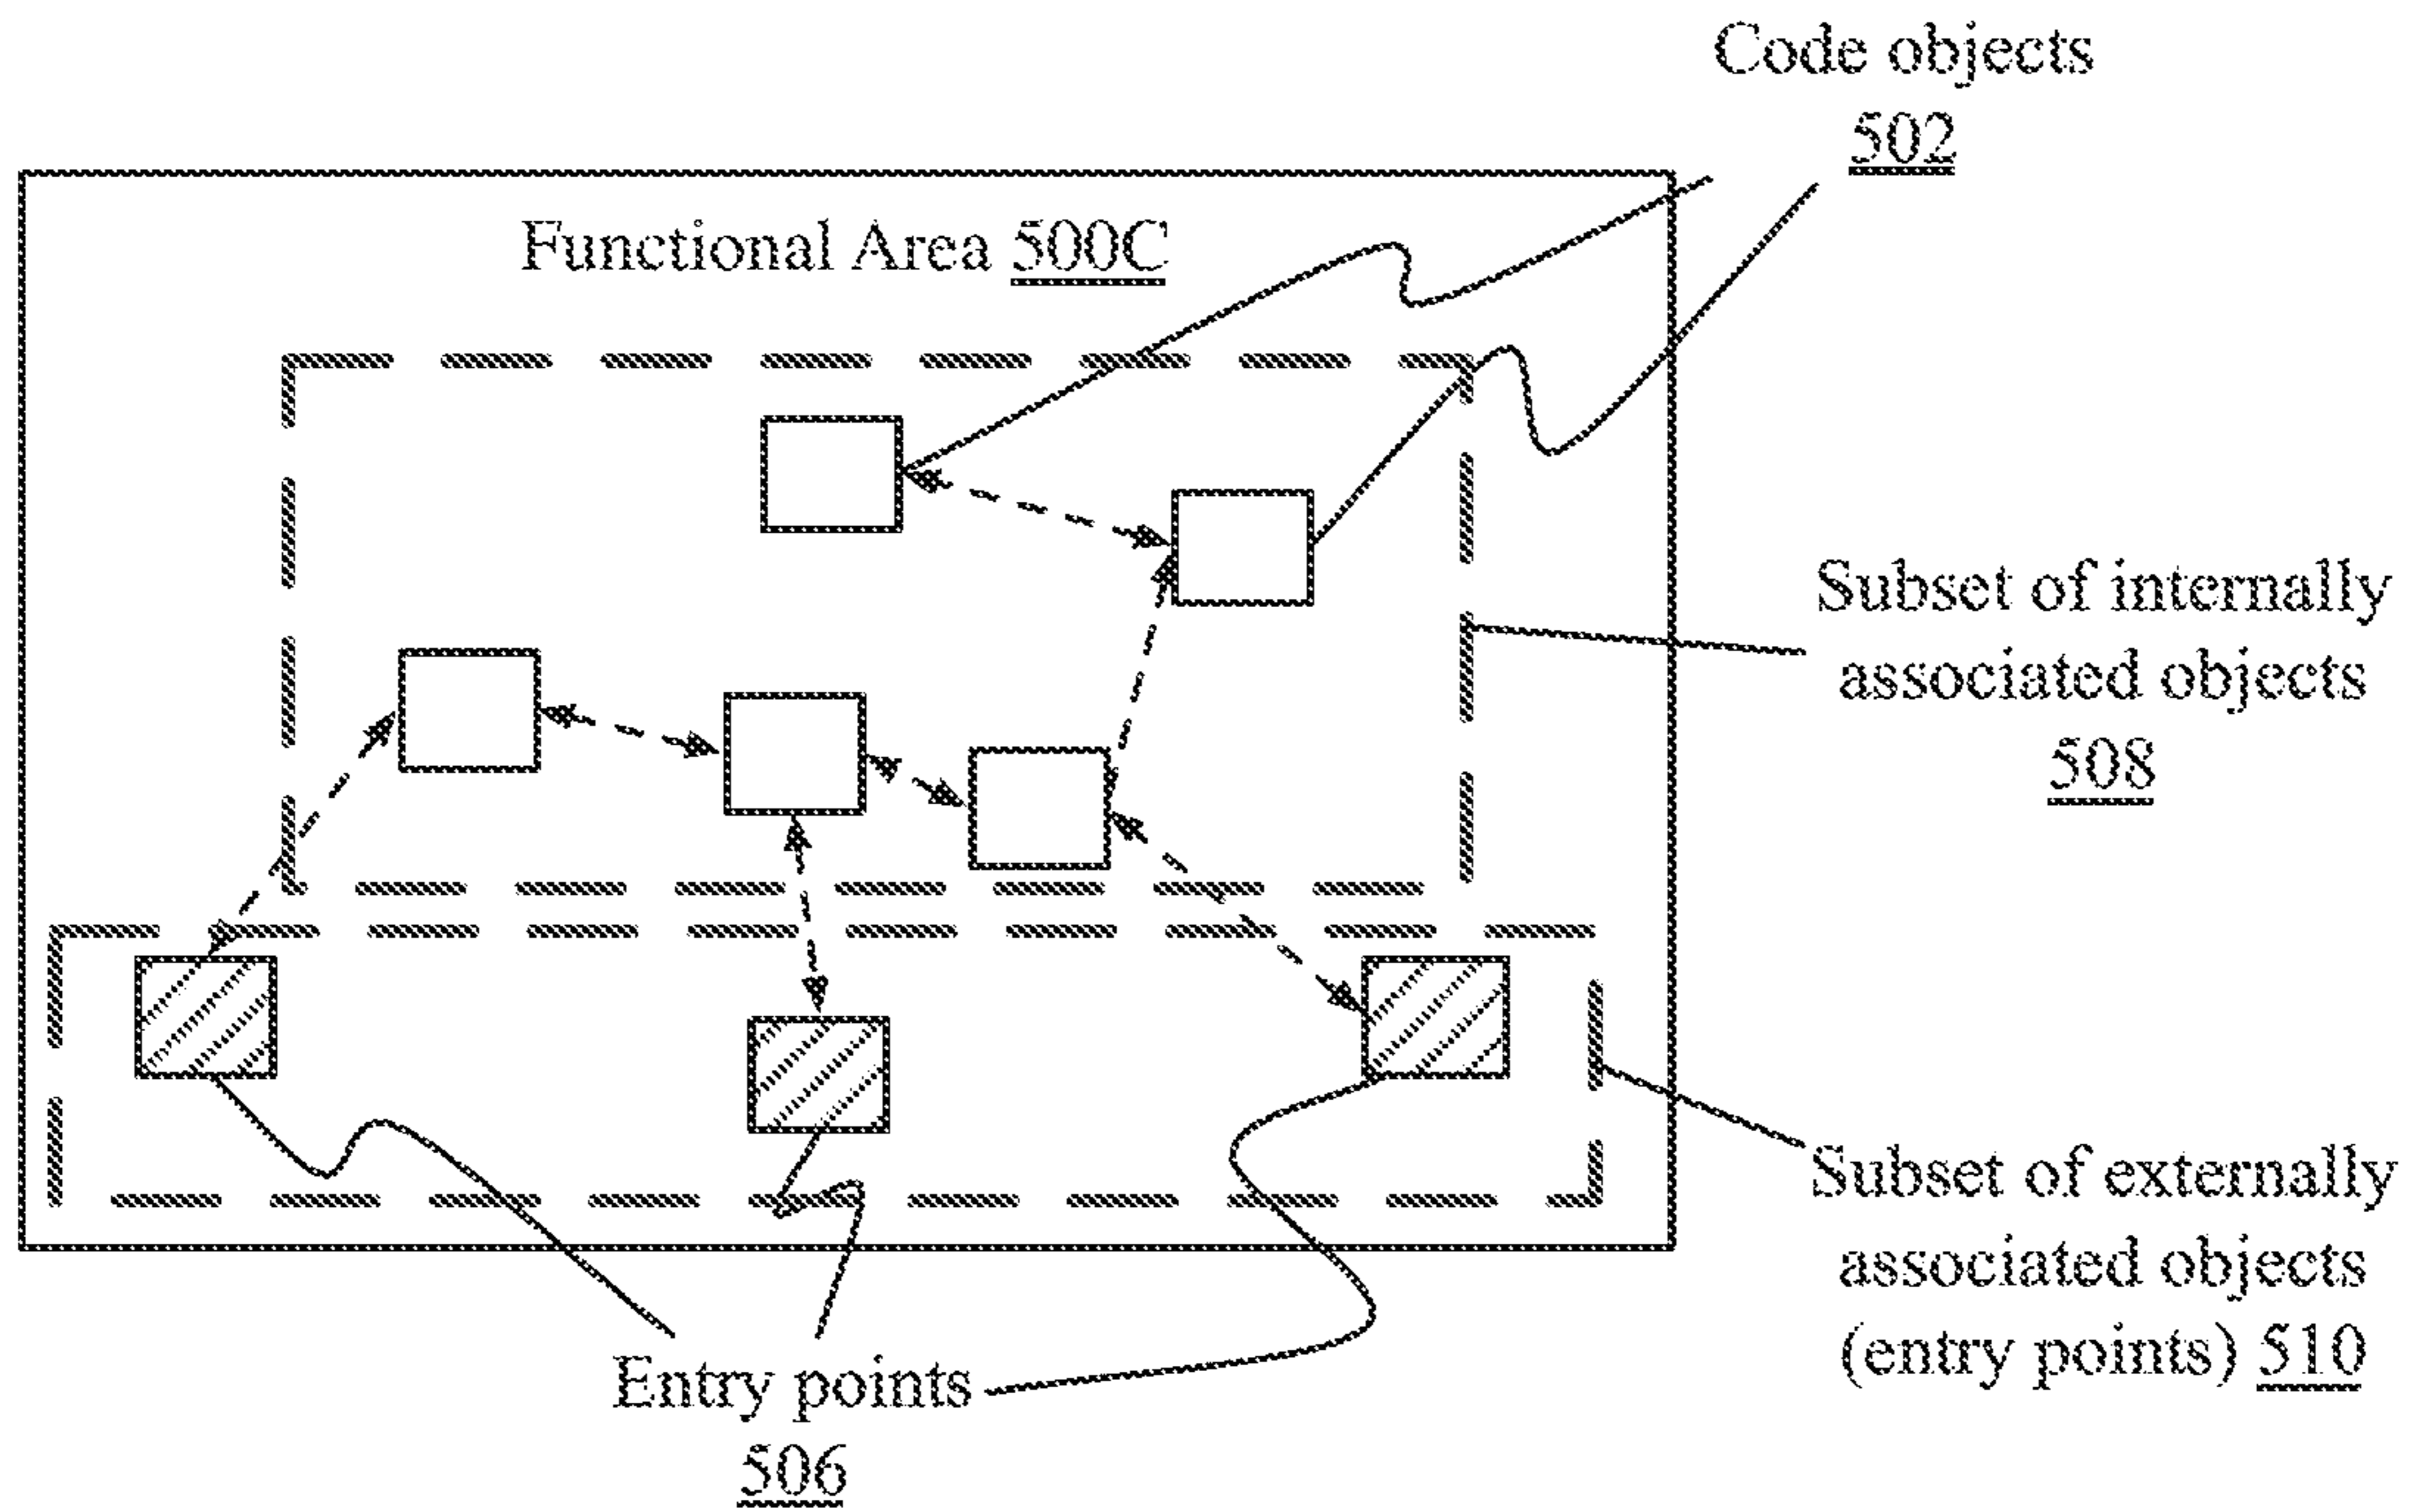 Code objects
502
Functional Area 500C
Subset of internally
associated objects
508
Subset of externally
associated objects
(entry points) 510
Entry points
506